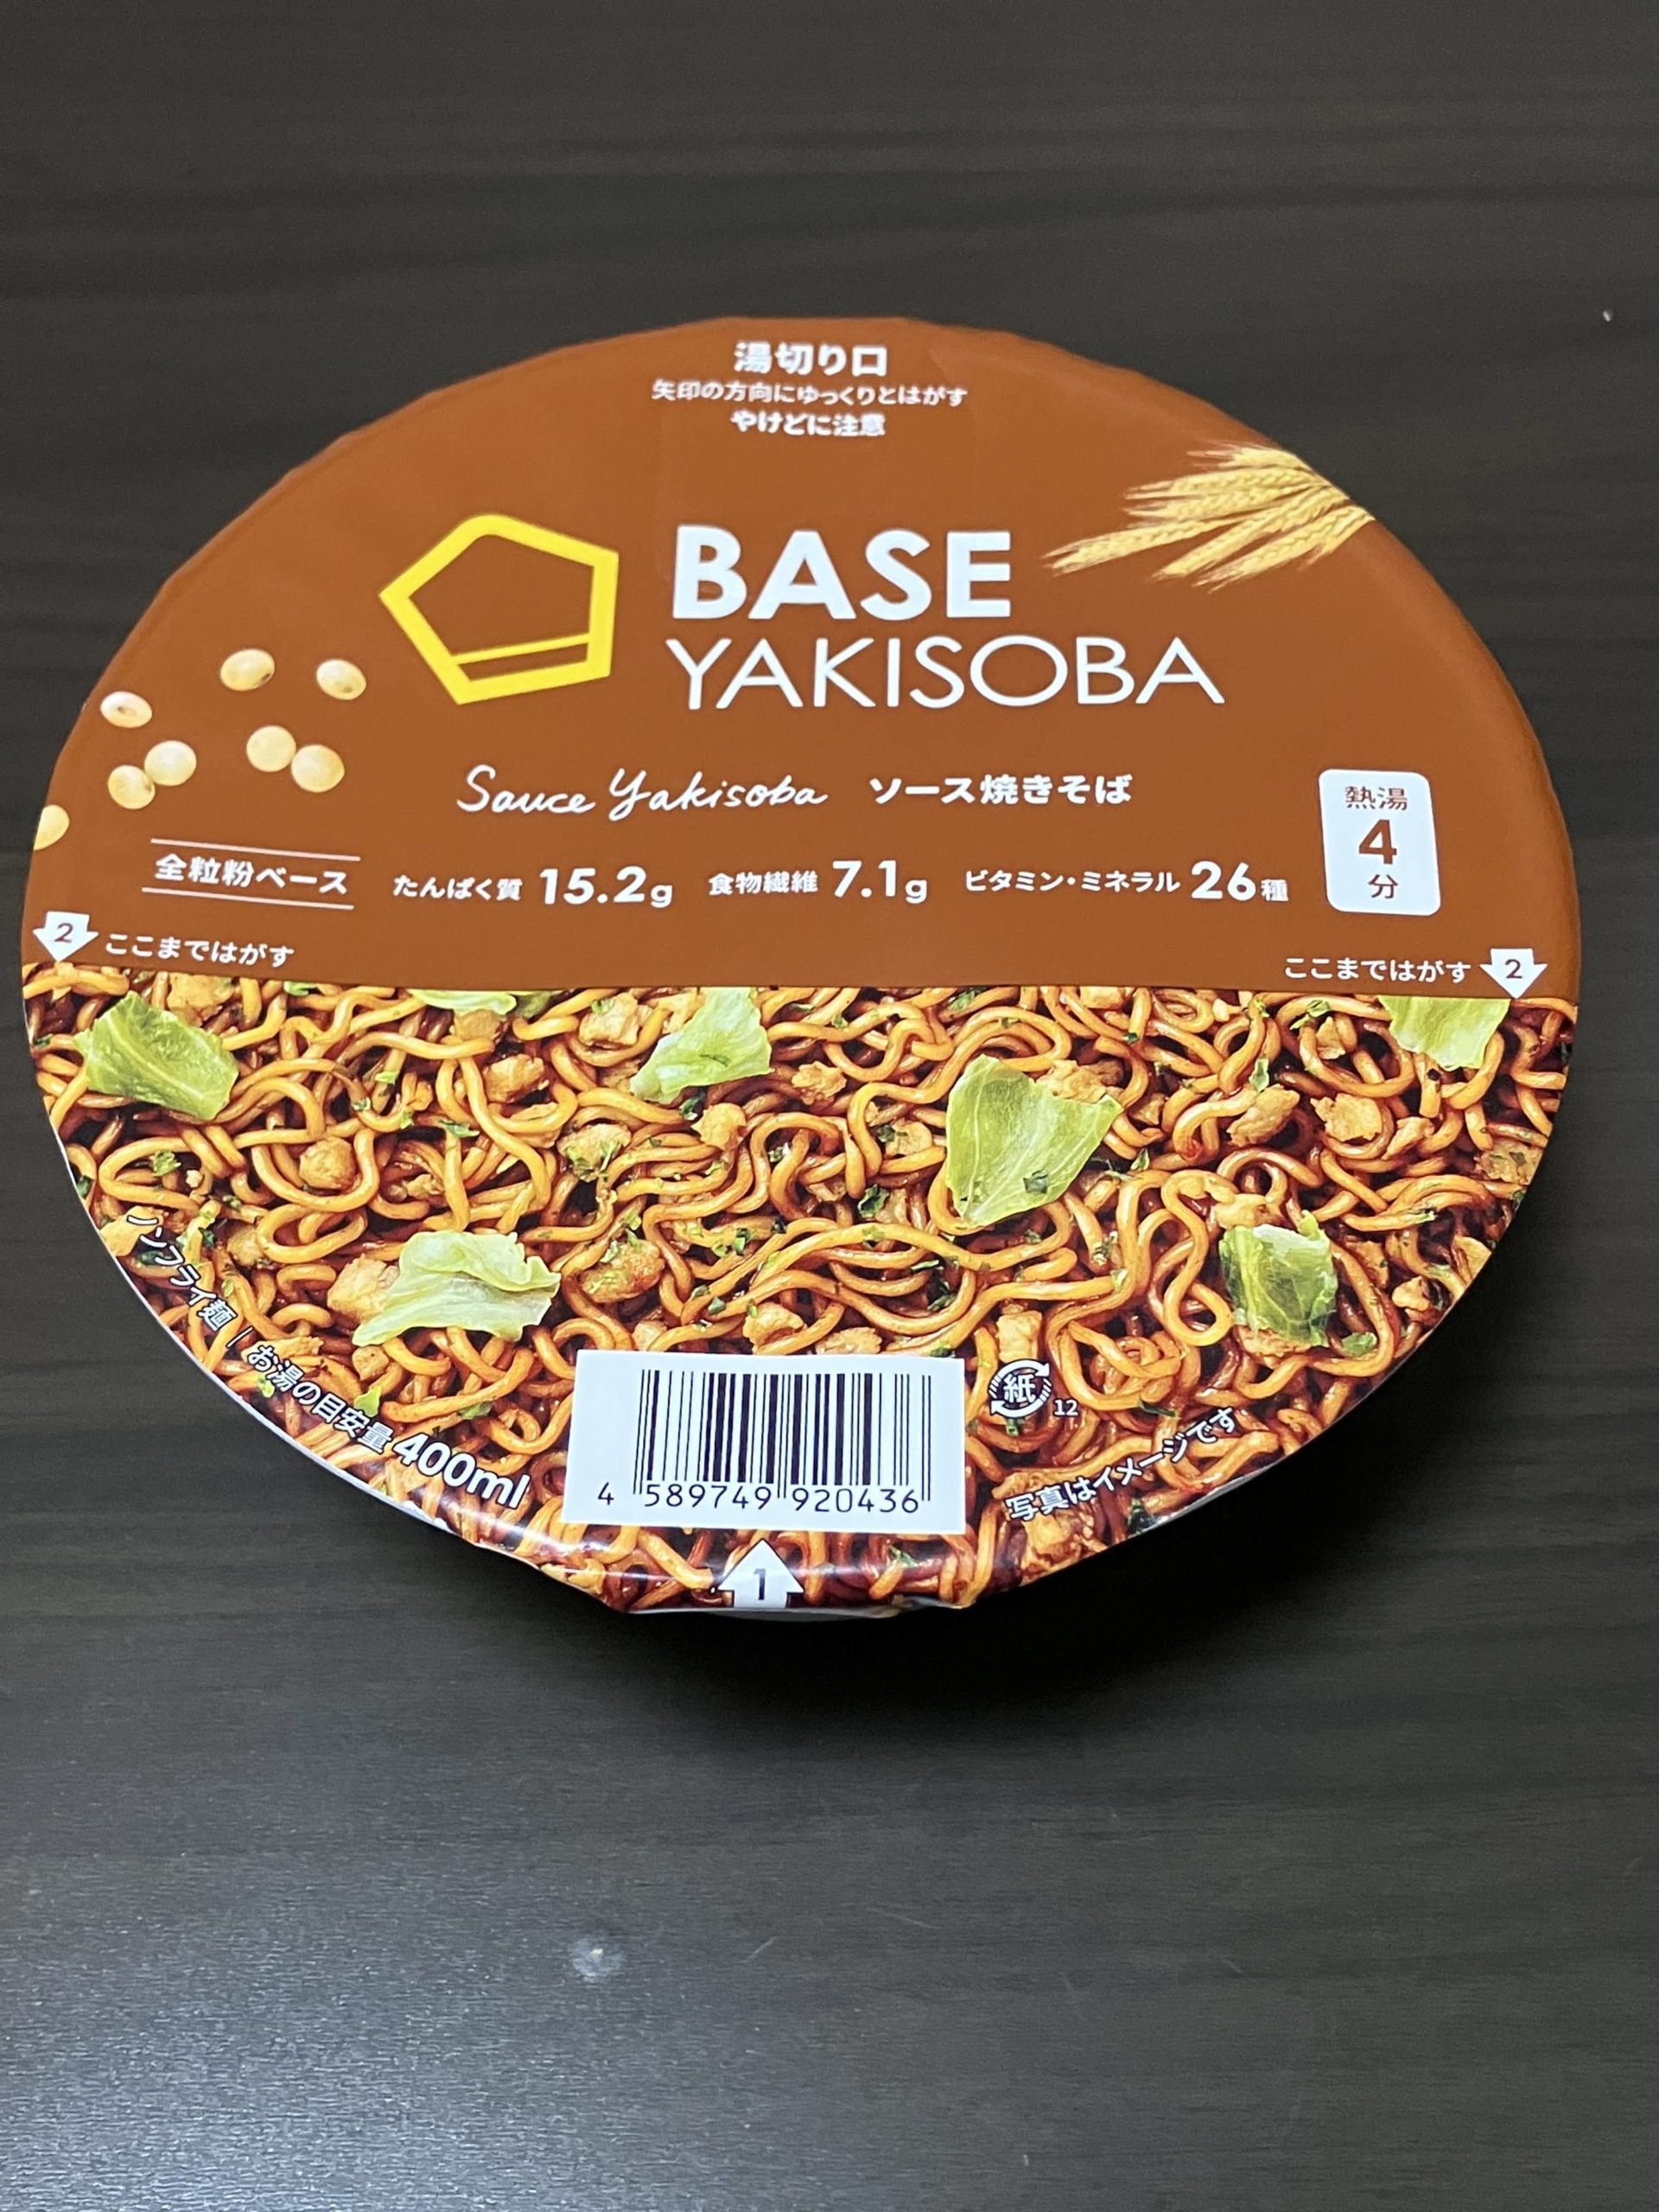 湯切り口
矢印の方向にゆっくりとはがす
やけどに注意
BASE
YAKISOBA
Sauce Yakisoba ソース焼きそば
熱湯
4
分
全粒粉ベース たんぱく質 15.2g 食物繊維 7.1g ビタミン・ミネラル 26種
2 ここまではがす
ここまではがす 2
ノンフライ麺 | お湯の目安量 400ml
4 589749 920436
紙 12
写真はイメージです
1